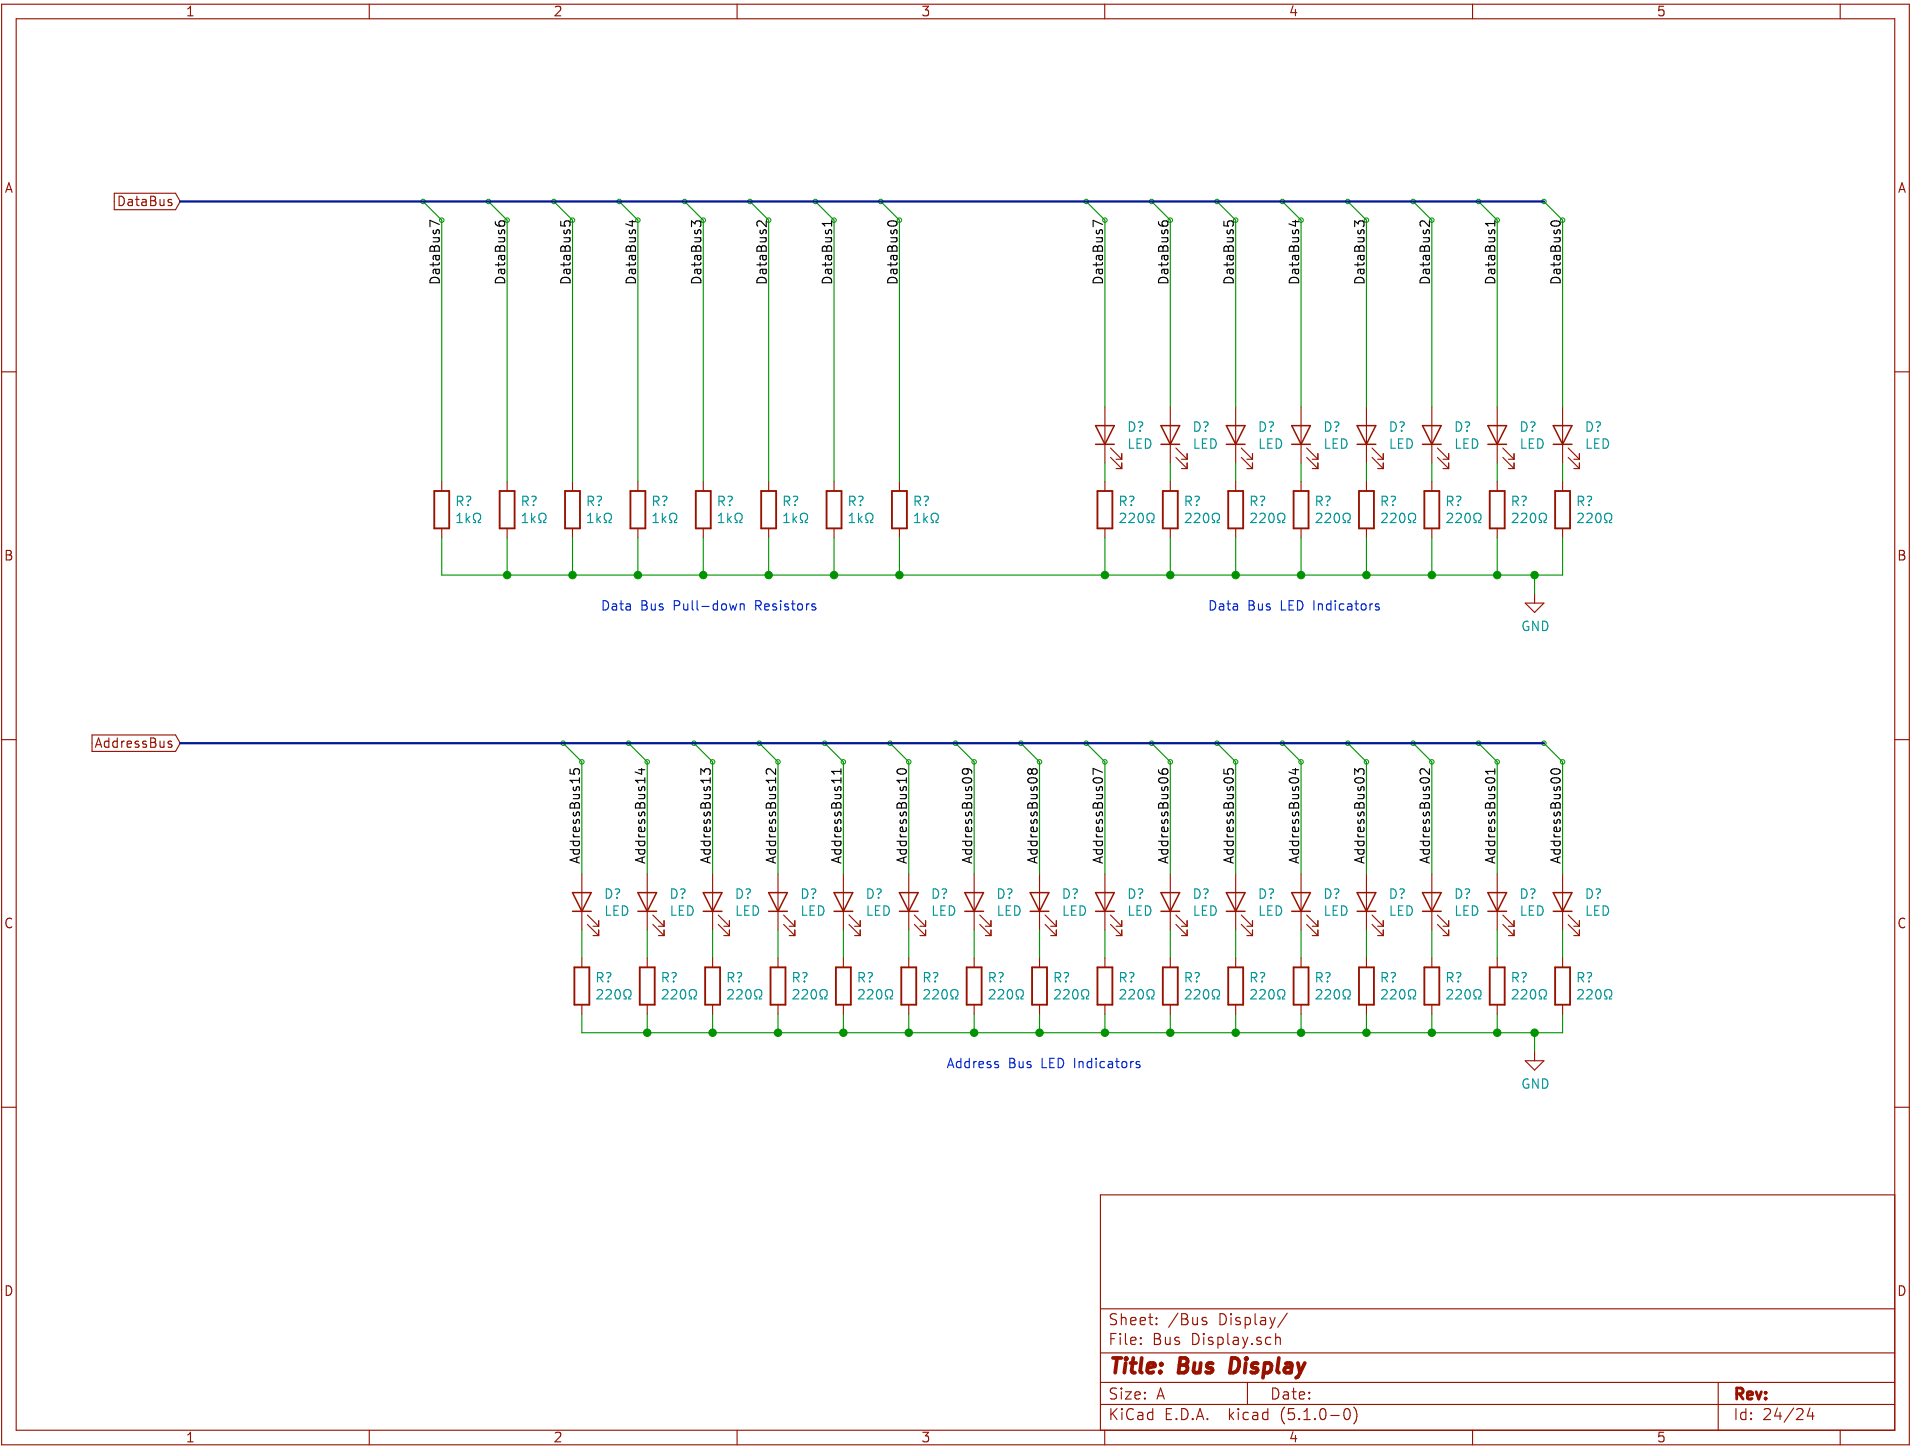 1 2 3 4 5
A A
DataBus
DataBus7 DataBus6 DataBus5 DataBus4 DataBus3 DataBus2 DataBus1 DataBus0 DataBus7 DataBus6 DataBus5 DataBus4 DataBus3 DataBus2 DataBus1 DataBus0
D? D? D? D? D? D? D? D?
LED LED LED LED LED LED LED LED
R? R? R? R? R? R? R? R? R? R? R? R? R? R? R? R?
1kΩ 1kΩ 1kΩ 1kΩ 1kΩ 1kΩ 1kΩ 1kΩ 220Ω 220Ω 220Ω 220Ω 220Ω 220Ω 220Ω 220Ω
B B
Data Bus Pull-down Resistors Data Bus LED Indicators
GND
AddressBus
AddressBus15 AddressBus14 AddressBus13 AddressBus12 AddressBus11 AddressBus10 AddressBus09 AddressBus08 AddressBus07 AddressBus06 AddressBus05 AddressBus04 AddressBus03 AddressBus02 AddressBus01 AddressBus00
D? D? D? D? D? D? D? D? D? D? D? D? D? D? D? D?
LED LED LED LED LED LED LED LED LED LED LED LED LED LED LED LED
C C
R? R? R? R? R? R? R? R? R? R? R? R? R? R? R? R?
220Ω 220Ω 220Ω 220Ω 220Ω 220Ω 220Ω 220Ω 220Ω 220Ω 220Ω 220Ω 220Ω 220Ω 220Ω 220Ω
Address Bus LED Indicators
GND
D D
Sheet: /Bus Display/
File: Bus Display.sch
Title: Bus Display
Size: A Date: Rev:
KiCad E.D.A. kicad (5.1.0-0) Id: 24/24
1 2 3 4 5